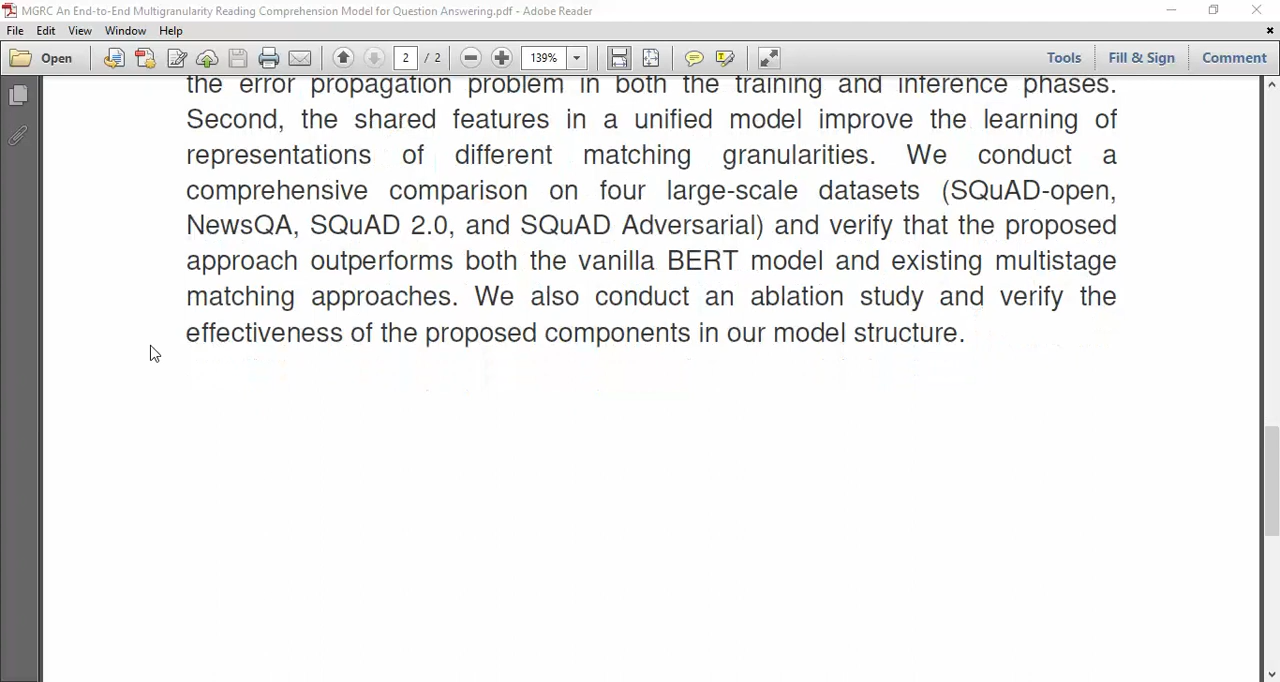 MGRC An End-to-End Multigranularity Reading Comprehension Model for Question Answering.pdf - Adobe Reader
File Edit View Window Help
Open 2 / 2 139% Tools Fill & Sign Comment
the error propagation problem in both the training and inference phases.
Second, the shared features in a unified model improve the learning of
representations of different matching granularities. We conduct a
comprehensive comparison on four large-scale datasets (SQuAD-open,
NewsQA, SQuAD 2.0, and SQuAD Adversarial) and verify that the proposed
approach outperforms both the vanilla BERT model and existing multistage
matching approaches. We also conduct an ablation study and verify the
effectiveness of the proposed components in our model structure.